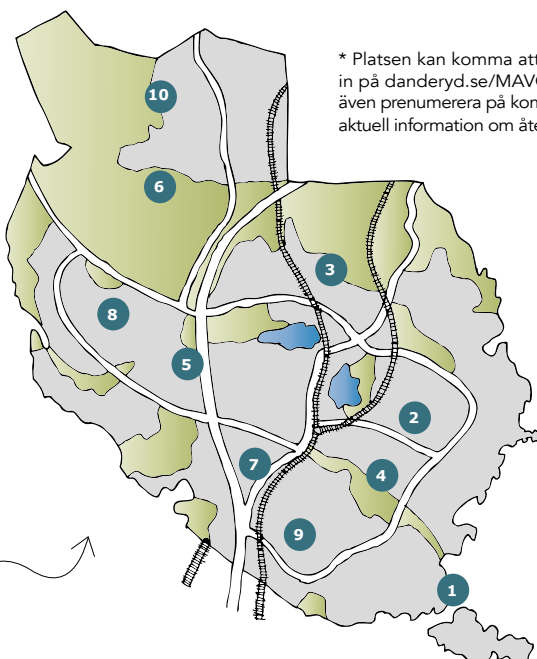 * Platsen kan komma att
in på danderyd.se/MAVO
även prenumerera på kom
aktuell information om åte
10
6
3
8
5
2
7
4
9
1